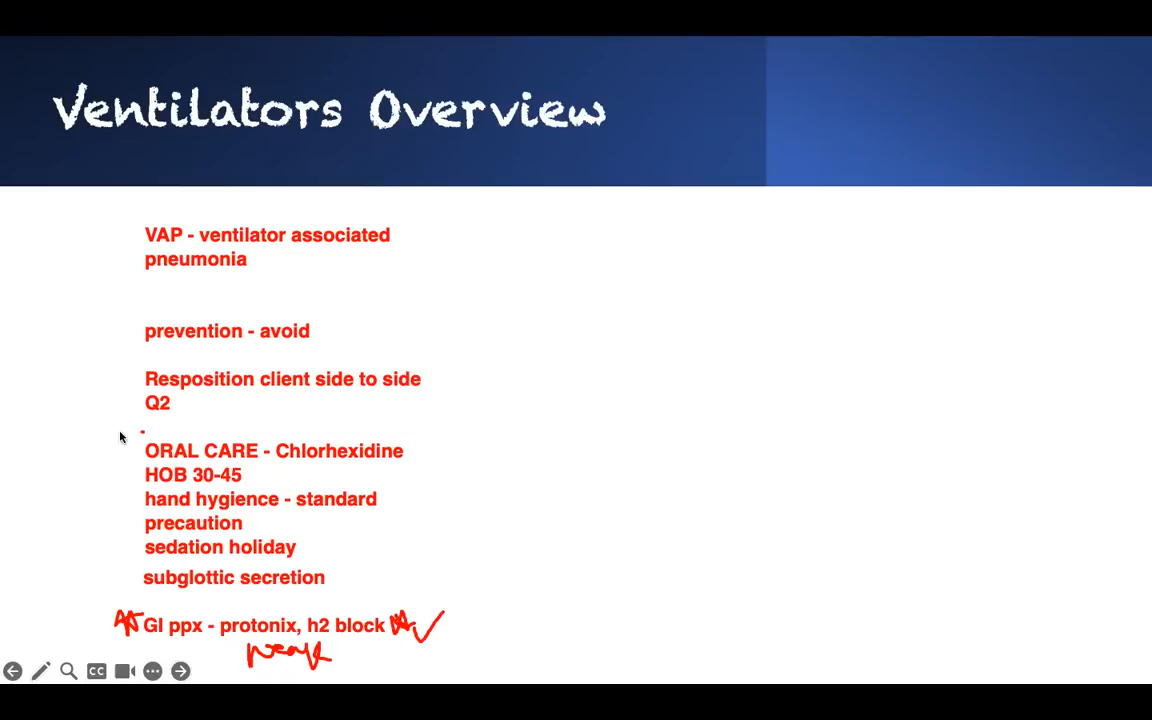 Ventilators Overview
VAP - ventilator associated
pneumonia
prevention - avoid
Resposition client side to side
Q2
ORAL CARE - Chlorhexidine
HOB 30-45
hand hygience - standard
precaution
sedation holiday
subglottic secretion
GI ppx - protonix, h2 block
CC